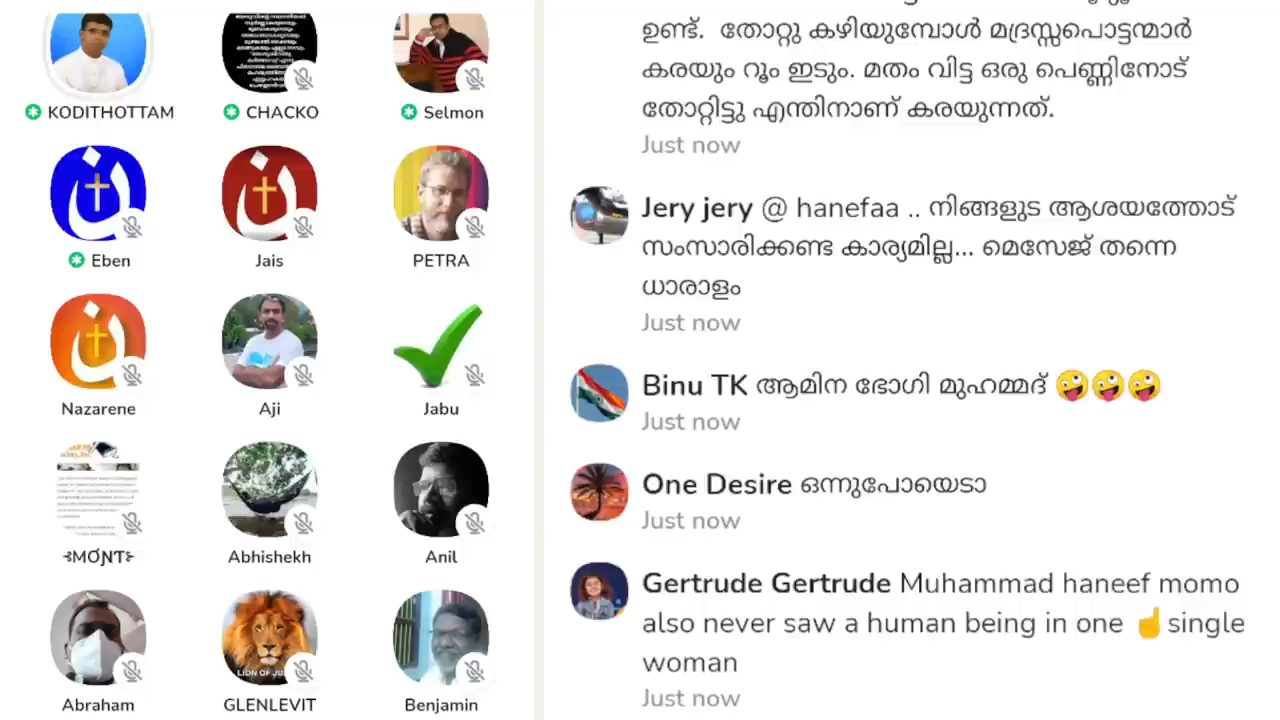 KODITHOTTAM
CHACKO
Selmon
Eben
Jais
PETRA
Nazarene
Aji
Jabu
Abhishekh
Anil
Abraham
GLENLEVIT
Benjamin
ഉണ്ട്. തോറ്റു കഴിയുമ്പോൾ മദ്രസ്സപൊട്ടന്മാർ
കരയും റൂം ഇടും. മതം വിട്ട ഒരു പെണ്ണിനോട്
തോറ്റിട്ടു എന്തിനാണ് കരയുന്നത്.
Just now
Jery jery @ hanefaa .. നിങ്ങളുട ആശയത്തോട്
സംസാരിക്കണ്ട കാര്യമില്ല... മെസേജ് തന്നെ
ധാരാളം
Just now
Binu TK ആമിന ഭോഗി മുഹമ്മദ് 🤪🤪🤪
Just now
One Desire ഒന്നുപോയെടാ
Just now
Gertrude Gertrude Muhammad haneef momo
also never saw a human being in one ☝️single
woman
Just now